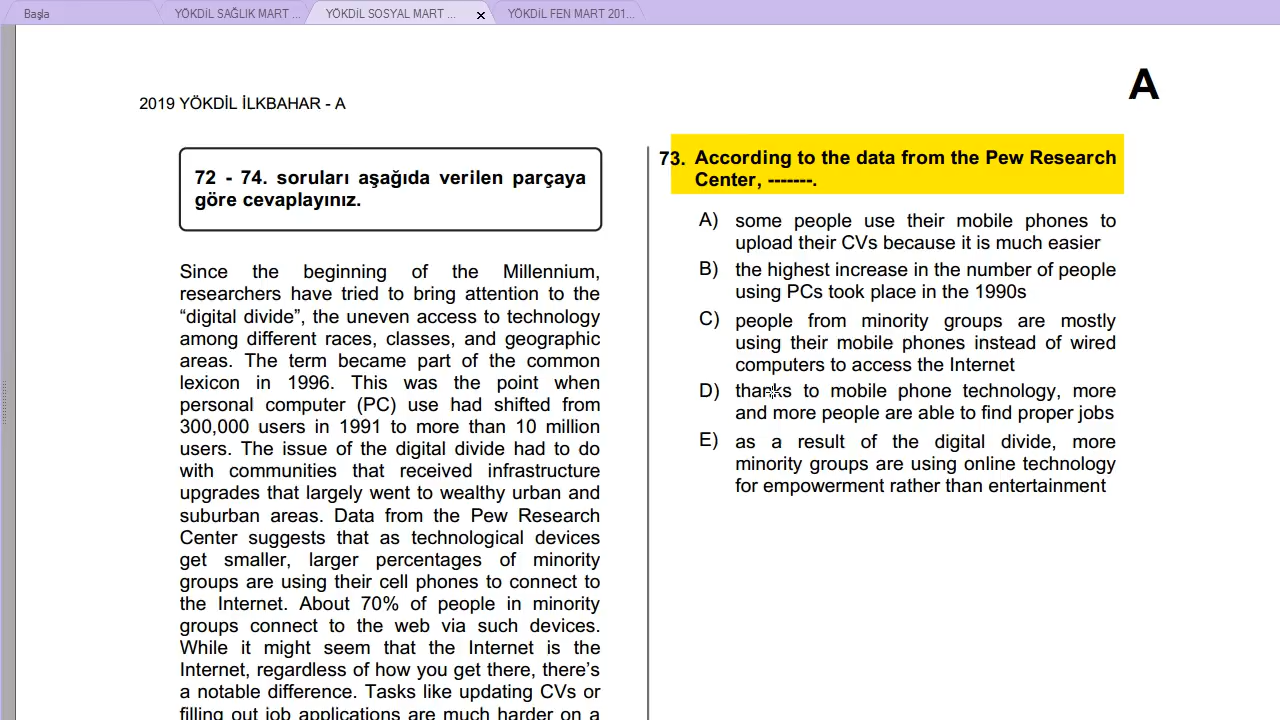 Başla
YÖKDİL SAĞLIK MART ...
YÖKDİL SOSYAL MART ...
YÖKDİL FEN MART 201...
A
2019 YÖKDİL İLKBAHAR - A
72 - 74. soruları aşağıda verilen parçaya
göre cevaplayınız.
Since the beginning of the Millennium,
researchers have tried to bring attention to the
“digital divide”, the uneven access to technology
among different races, classes, and geographic
areas. The term became part of the common
lexicon in 1996. This was the point when
personal computer (PC) use had shifted from
300,000 users in 1991 to more than 10 million
users. The issue of the digital divide had to do
with communities that received infrastructure
upgrades that largely went to wealthy urban and
suburban areas. Data from the Pew Research
Center suggests that as technological devices
get smaller, larger percentages of minority
groups are using their cell phones to connect to
the Internet. About 70% of people in minority
groups connect to the web via such devices.
While it might seem that the Internet is the
Internet, regardless of how you get there, there’s
a notable difference. Tasks like updating CVs or
filling out job applications are much harder on a
73. According to the data from the Pew Research
Center, -------.
A) some people use their mobile phones to
upload their CVs because it is much easier
B) the highest increase in the number of people
using PCs took place in the 1990s
C) people from minority groups are mostly
using their mobile phones instead of wired
computers to access the Internet
D) thanks to mobile phone technology, more
and more people are able to find proper jobs
E) as a result of the digital divide, more
minority groups are using online technology
for empowerment rather than entertainment